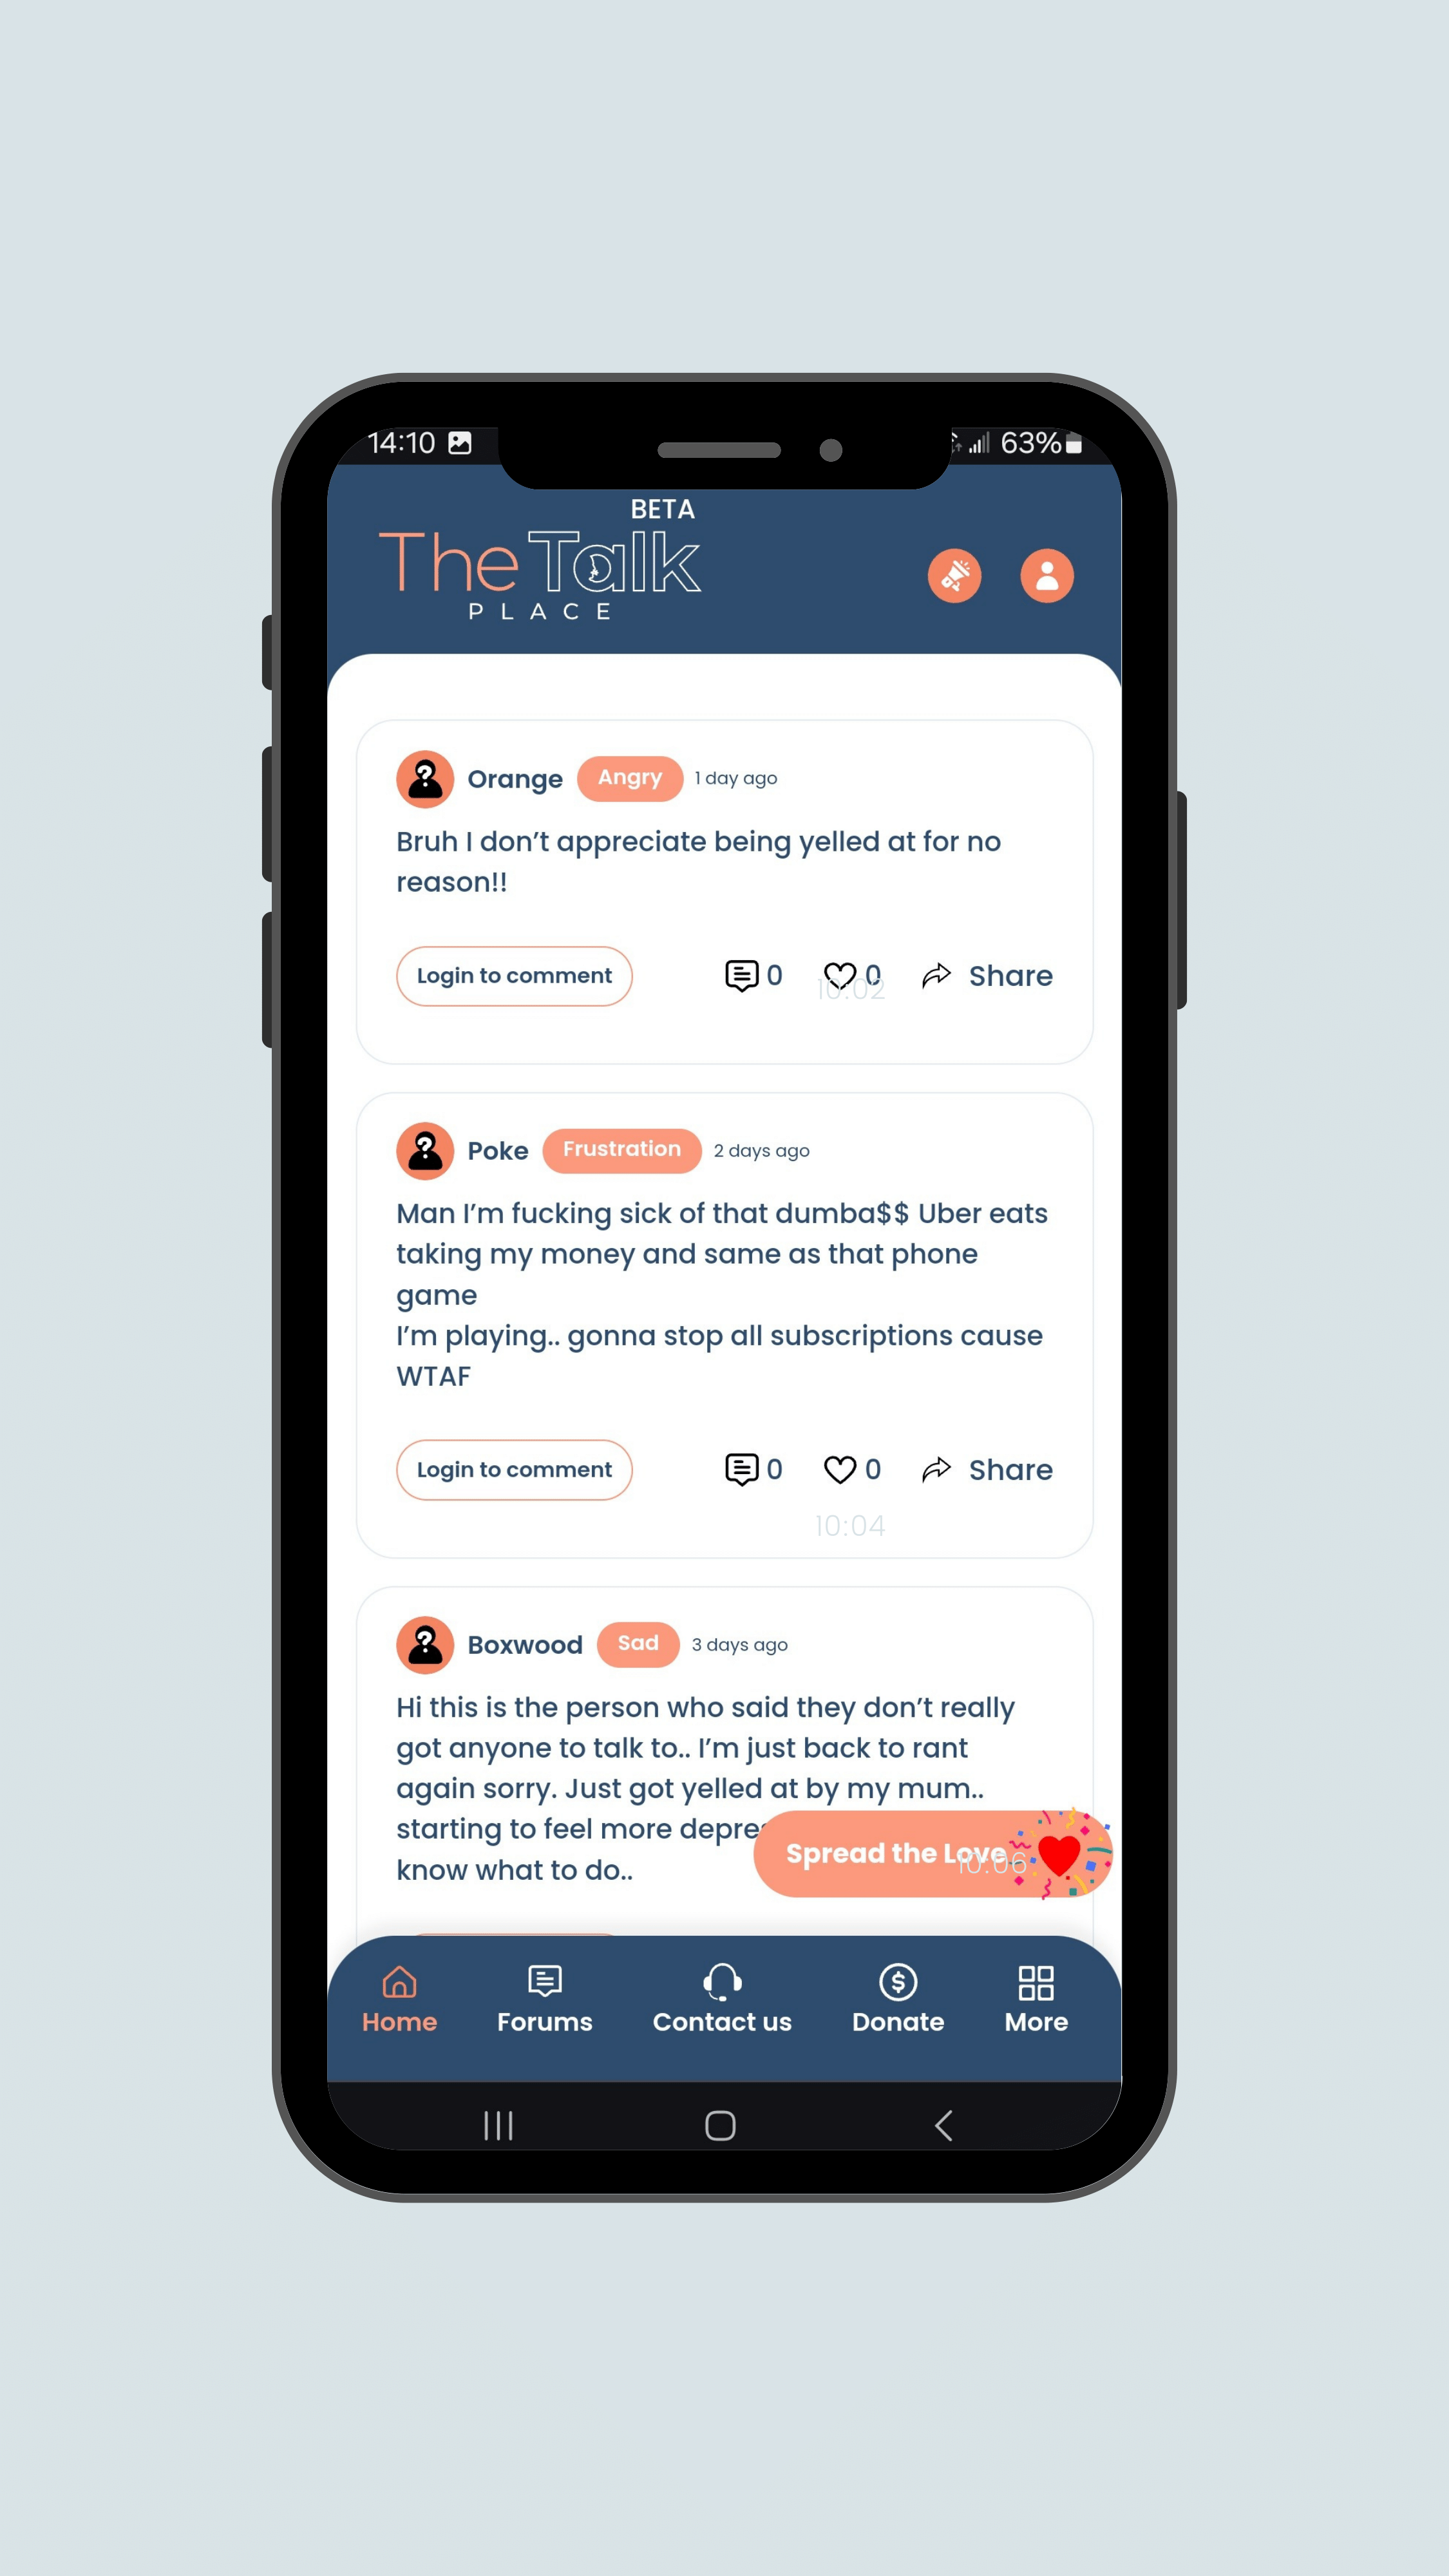 14:10 63%
BETA
The Talk
PLACE
Orange Angry 1 day ago
Bruh I don’t appreciate being yelled at for no
reason!!
Login to comment 0 0 Share
10:02
Poke Frustration 2 days ago
Man I’m fucking sick of that dumba$$ Uber eats
taking my money and same as that phone
game
I’m playing.. gonna stop all subscriptions cause
WTAF
Login to comment 0 0 Share
10:04
Boxwood Sad 3 days ago
Hi this is the person who said they don’t really
got anyone to talk to.. I’m just back to rant
again sorry. Just got yelled at by my mum..
starting to feel more
know what to do..
Spread the Love
10:06
Home Forums Contact us Donate More